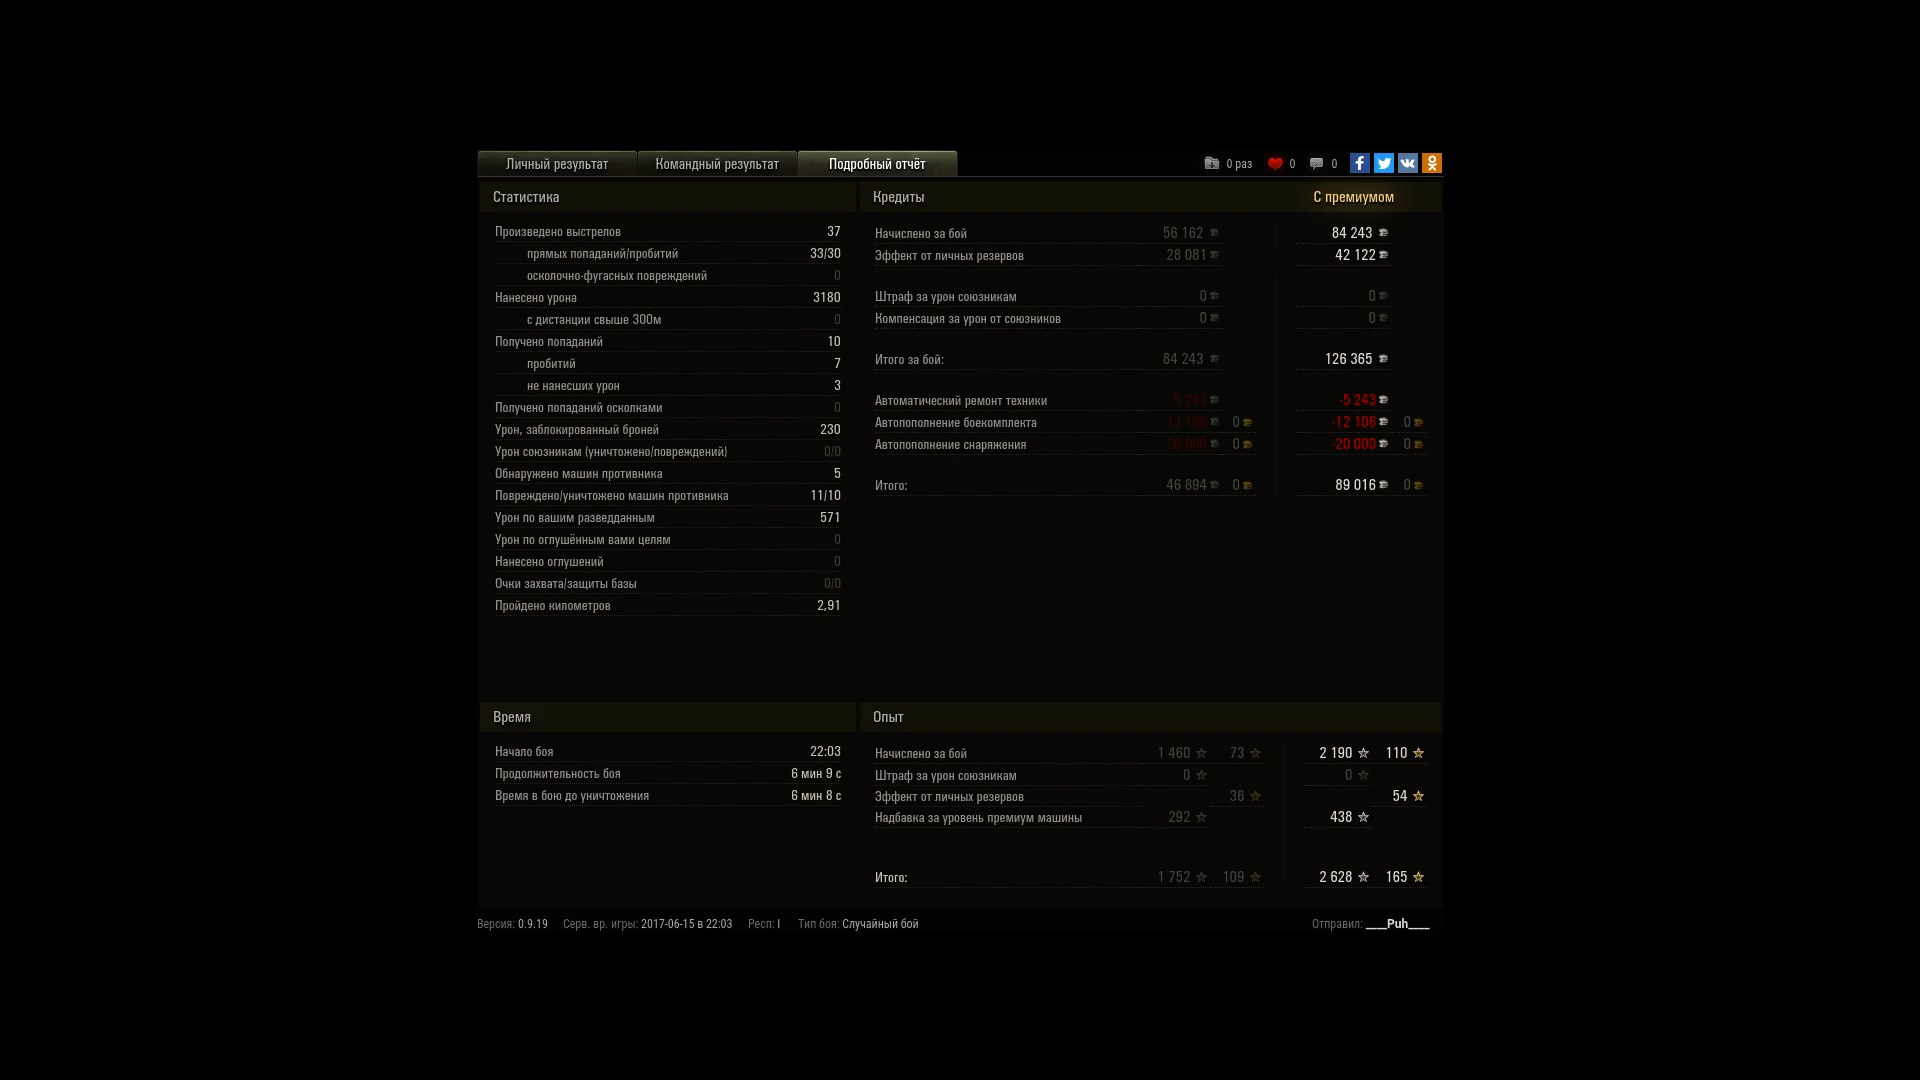 Личный результат Командный результат Подробный отчёт 0 раз 0 0
Статистика
Произведено выстрелов 37
прямых попаданий/пробитий 33/30
осколочно-фугасных повреждений 0
Нанесено урона 3180
с дистанции свыше 300м 0
Получено попаданий 10
пробитий 7
не нанесших урон 3
Получено попаданий осколками 0
Урон, заблокированный броней 230
Урон союзникам (уничтожено/повреждений) 0/0
Обнаружено машин противника 5
Повреждено/уничтожено машин противника 11/10
Урон по вашим разведданным 571
Урон по оглушённым вами целям 0
Нанесено оглушений 0
Очки захвата/защиты базы 0/0
Пройдено километров 2,91
Кредиты С премиумом
Начислено за бой 56 162 84 243
Эффект от личных резервов 28 081 42 122
Штраф за урон союзникам 0 0
Компенсация за урон от союзников 0 0
Итого за бой: 84 243 126 365
Автоматический ремонт техники -5 243 -5 243
Автопополнение боекомплекта -12 106 0 -12 106 0
Автопополнение снаряжения -20 000 0 -20 000 0
Итого: 46 894 0 89 016 0
Время
Начало боя 22:03
Продолжительность боя 6 мин 9 с
Время в бою до уничтожения 6 мин 8 с
Опыт
Начислено за бой 1 460 73 2 190 110
Штраф за урон союзникам 0 0
Эффект от личных резервов 36 54
Надбавка за уровень премиум машины 292 438
Итого: 1 752 109 2 628 165
Версия: 0.9.19 Серв. вр. игры: 2017-06-15 в 22:03 Респ: I Тип боя: Случайный бой Отправил: ____Puh____